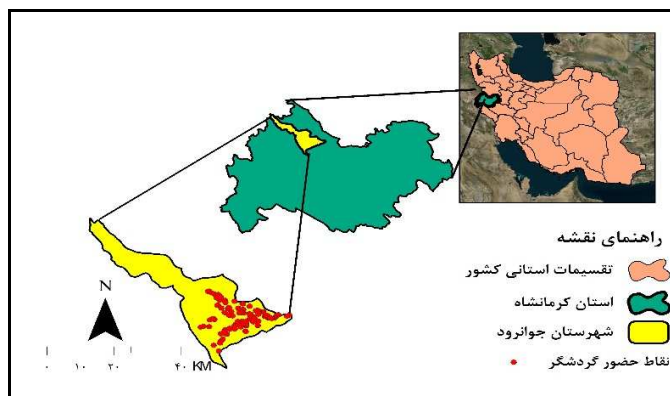 راهنمای نقشه
تقسیمات استانی کشور
استان کرمانشاه
شهرستان جوانرود
نقاط حضور گردشگر
N
۰ ۱۰ ۲۰ ۴۰ KM